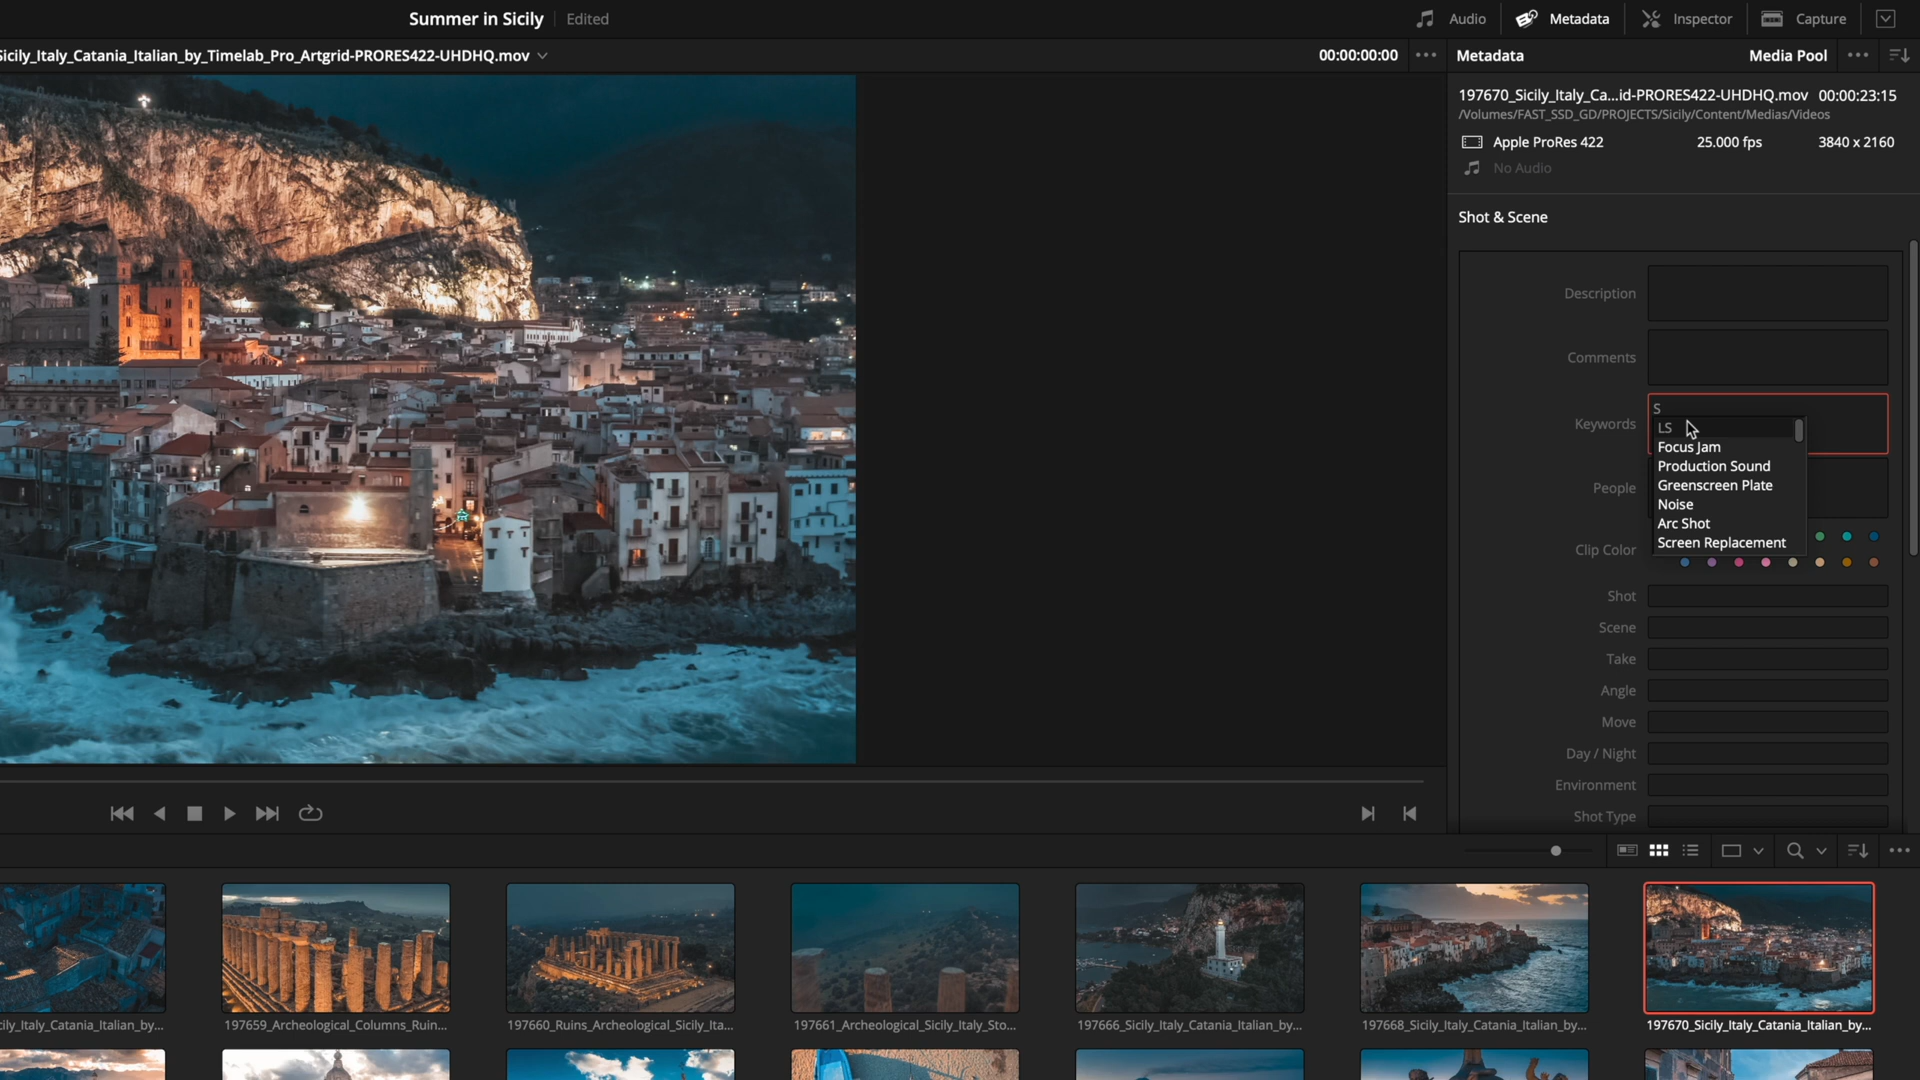 Summer in Sicily Edited
Audio Metadata Inspector Capture
Sicily_Italy_Catania_Italian_by_Timelab_Pro_Artgrid-PRORES422-UHDHQ.mov 00:00:00:00
Metadata Media Pool
197670_Sicily_Italy_Ca...id-PRORES422-UHDHQ.mov 00:00:23:15
/Volumes/FAST_SSD_GD/PROJECTS/Sicily/Content/Medias/Videos
Apple ProRes 422 25.000 fps 3840 x 2160
No Audio
Shot & Scene
Description
Comments
Keywords
S
LS
Focus Jam
Production Sound
Greenscreen Plate
Noise
Arc Shot
Screen Replacement
People
Clip Color
Shot
Scene
Take
Angle
Move
Day / Night
Environment
Shot Type
ily_Italy_Catania_Italian_by...
197659_Archeological_Columns_Ruin...
197660_Ruins_Archeological_Sicily_Ita...
197661_Archeological_Sicily_Italy_Sto...
197666_Sicily_Italy_Catania_Italian_by...
197668_Sicily_Italy_Catania_Italian_by...
197670_Sicily_Italy_Catania_Italian_by...